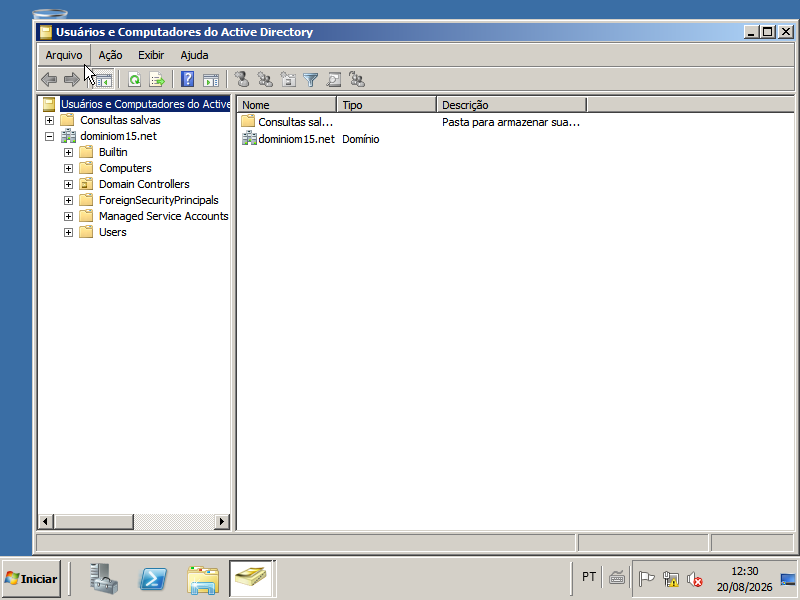 Usuários e Computadores do Active Directory
Arquivo Ação Exibir Ajuda
Usuários e Computadores do Active
Consultas salvas
dominiom15.net
Builtin
Computers
Domain Controllers
ForeignSecurityPrincipals
Managed Service Accounts
Users
Nome Tipo Descrição
Consultas sal... Pasta para armazenar sua...
dominiom15.net Domínio
Iniciar
PT
12:30
20/08/2026